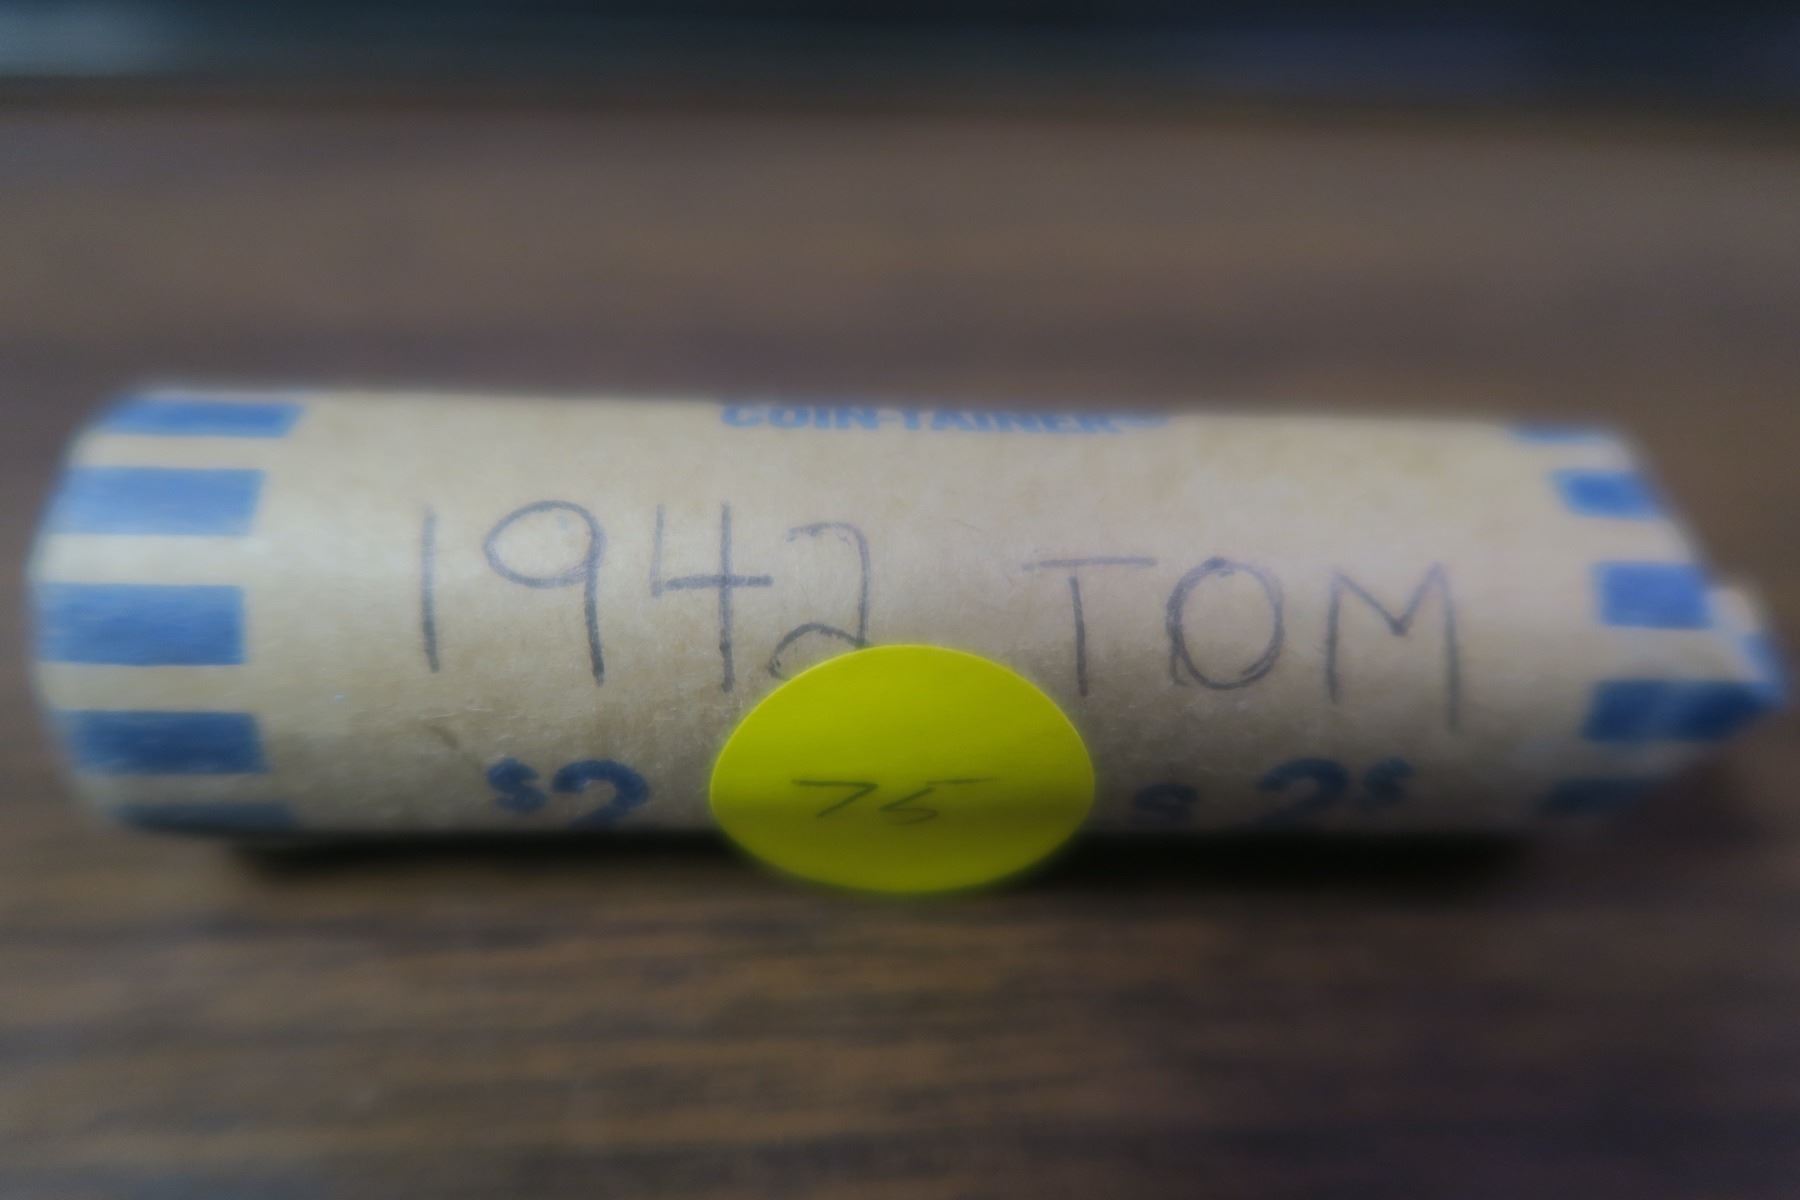 COIN-TAINER
1942 TOM
$2 75 $ 2